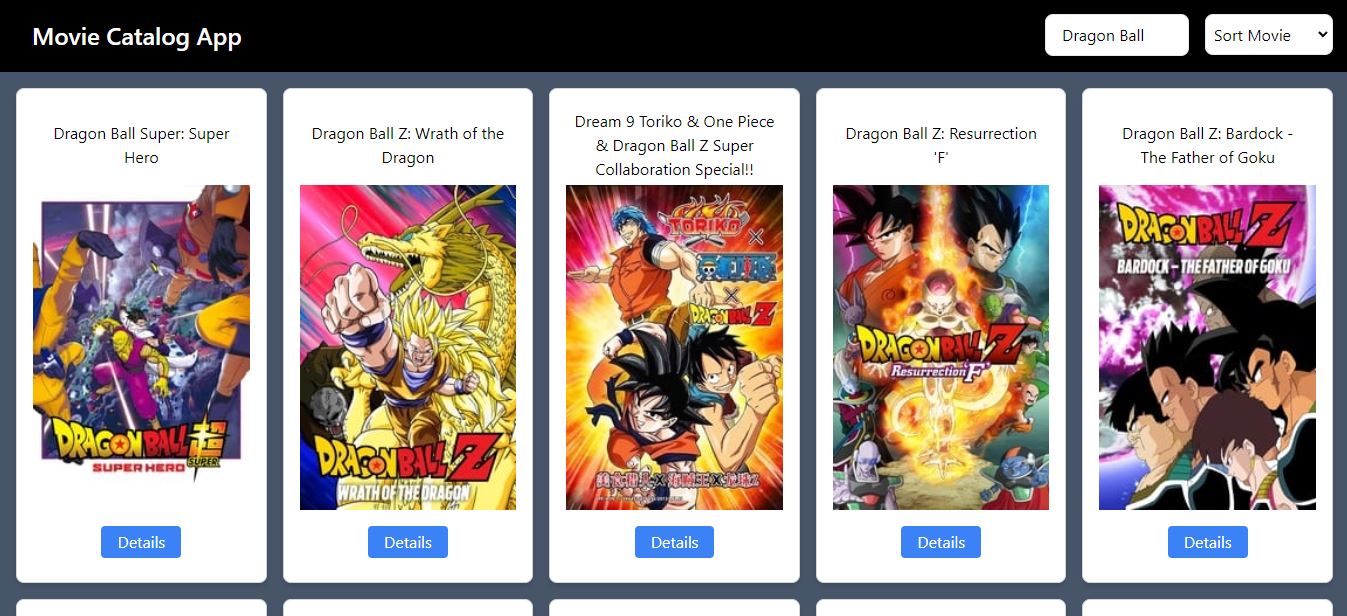 Movie Catalog App
Dragon Ball
Sort Movie
Dragon Ball Super: Super
Hero
DRAGON BALL 超
SUPER
SUPER HERO
Details
Dragon Ball Z: Wrath of the
Dragon
DRAGON BALL Z
WRATH OF THE DRAGON
Details
Dream 9 Toriko & One Piece
& Dragon Ball Z Super
Collaboration Special!!
TORIKO ×
ONE PIECE
×
DRAGON BALL Z
Details
Dragon Ball Z: Resurrection
'F'
DRAGON BALL Z
Resurrection 'F'
Details
Dragon Ball Z: Bardock -
The Father of Goku
DRAGON BALL Z
BARDOCK – THE FATHER OF GOKU
Details